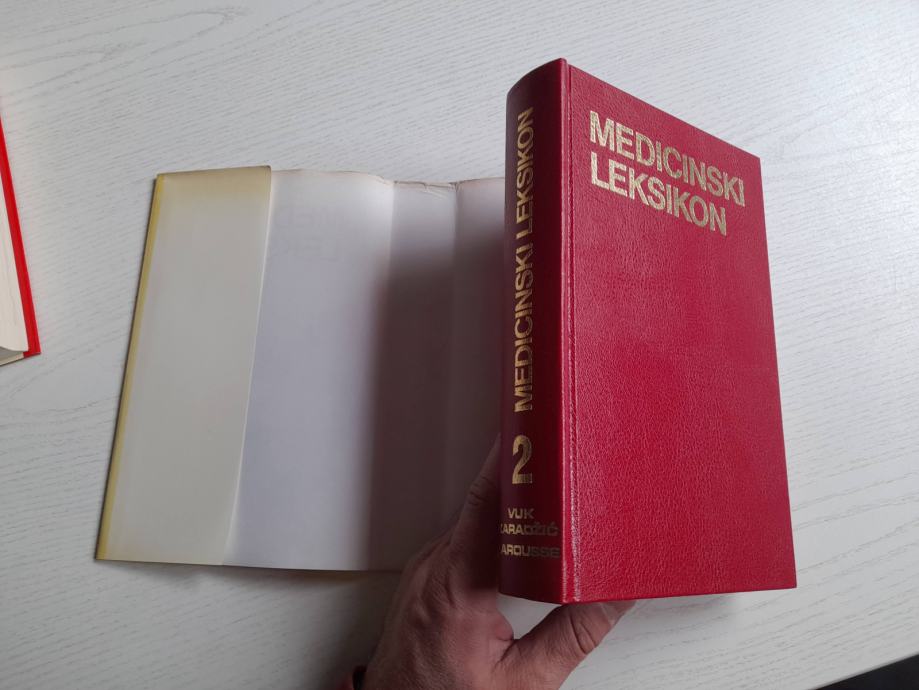 MEDICINSKI
LEKSIKON
MEDICINSKI LEKSIKON
2
VUK
KARADŽIĆ
LAROUSSE